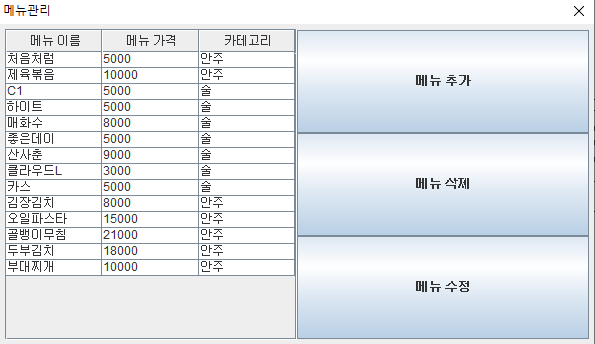 메뉴관리
메뉴 이름 메뉴 가격 카테고리
처음처럼 5000 안주
제육볶음 10000 안주
C1 5000 술
하이트 5000 술
매화수 8000 술
좋은데이 5000 술
산사춘 9000 술
클라우드L 3000 술
카스 5000 술
김장김치 8000 안주
오일파스타 15000 안주
골뱅이무침 21000 안주
두부김치 18000 안주
부대찌개 10000 안주
메뉴 추가
메뉴 삭제
메뉴 수정